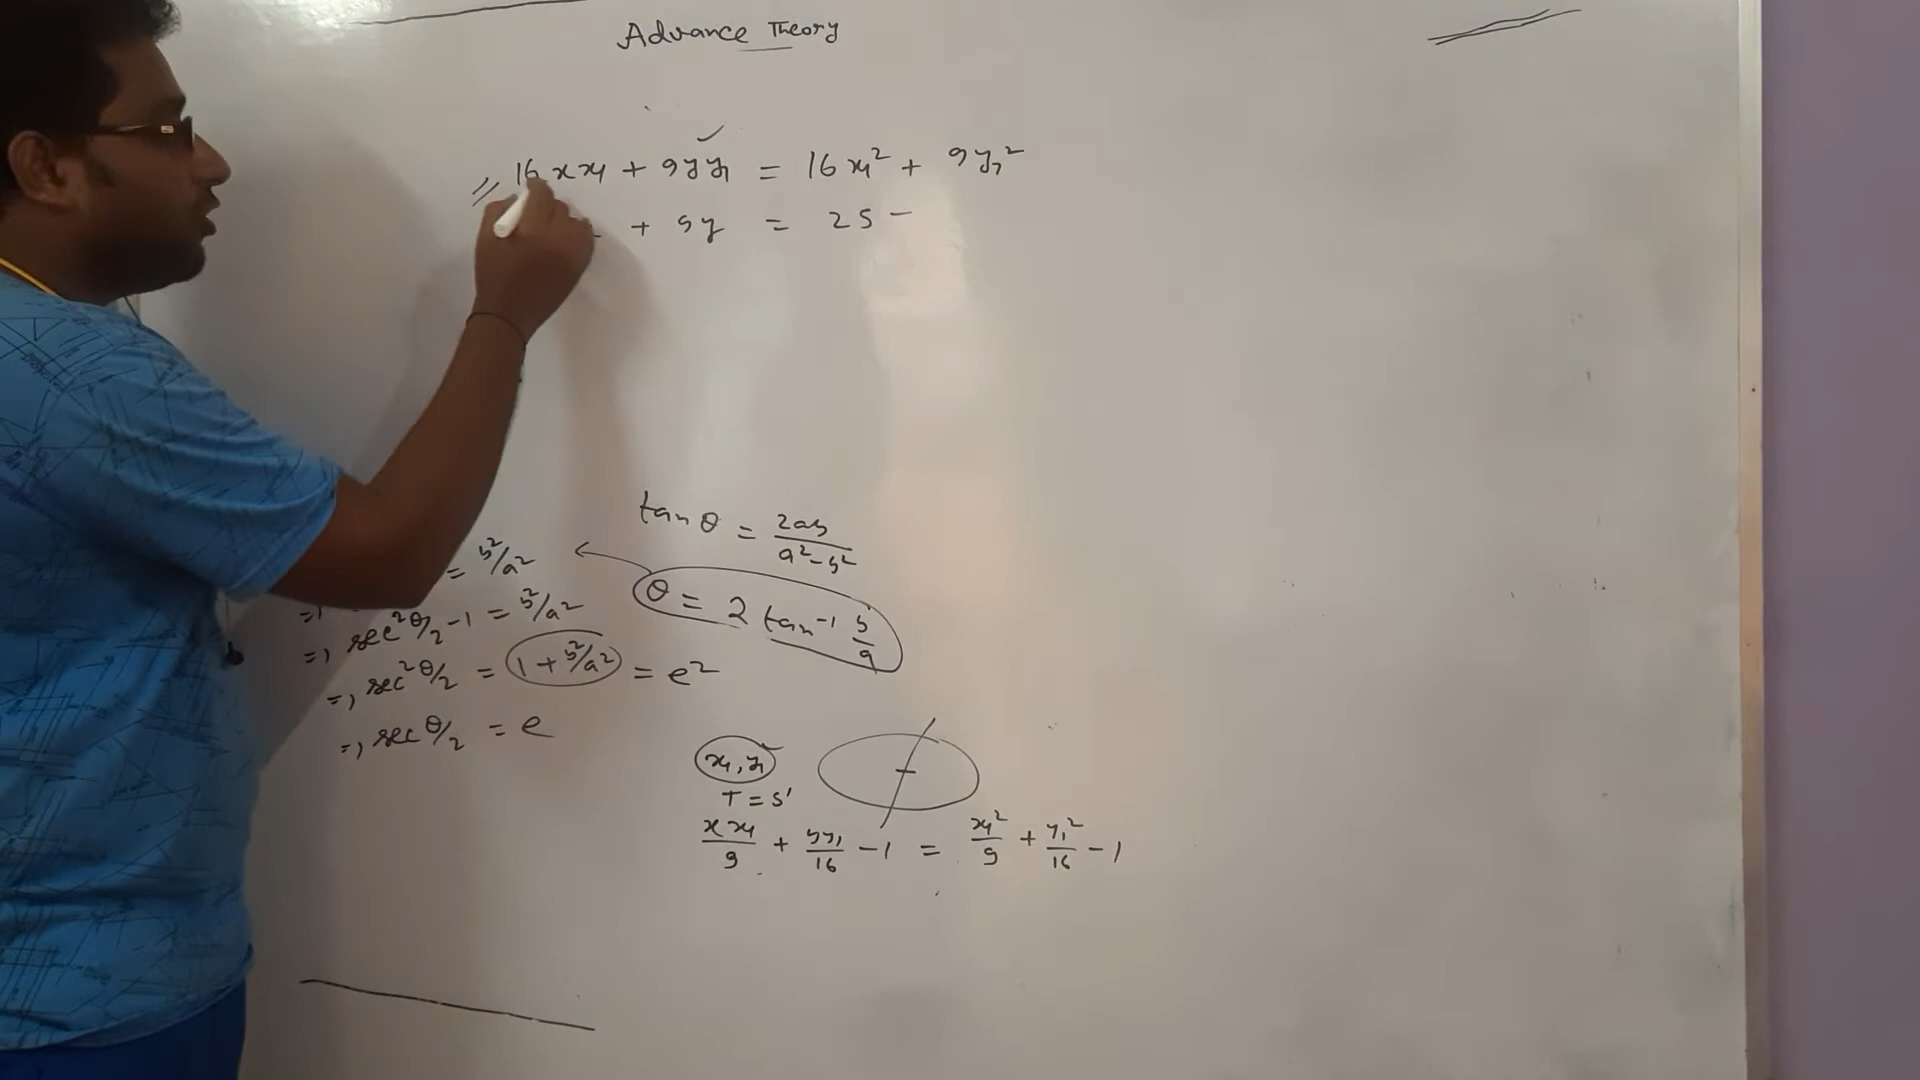 Advance Theory
16xx₁ + 9yy₁ = 16x₁² + 9y₁²
+ 5y = 25
tan θ = 2ab/a²-b²
= b²/a²
θ = 2 tan⁻¹ b/a
=) sec²θ/2 - 1 = b²/a²
=) sec²θ/2 = 1 + b²/a² = e²
=) sec θ/2 = e
x₁, y₁
T = S'
xx₁/9 + yy₁/16 - 1 = x₁²/9 + y₁²/16 - 1